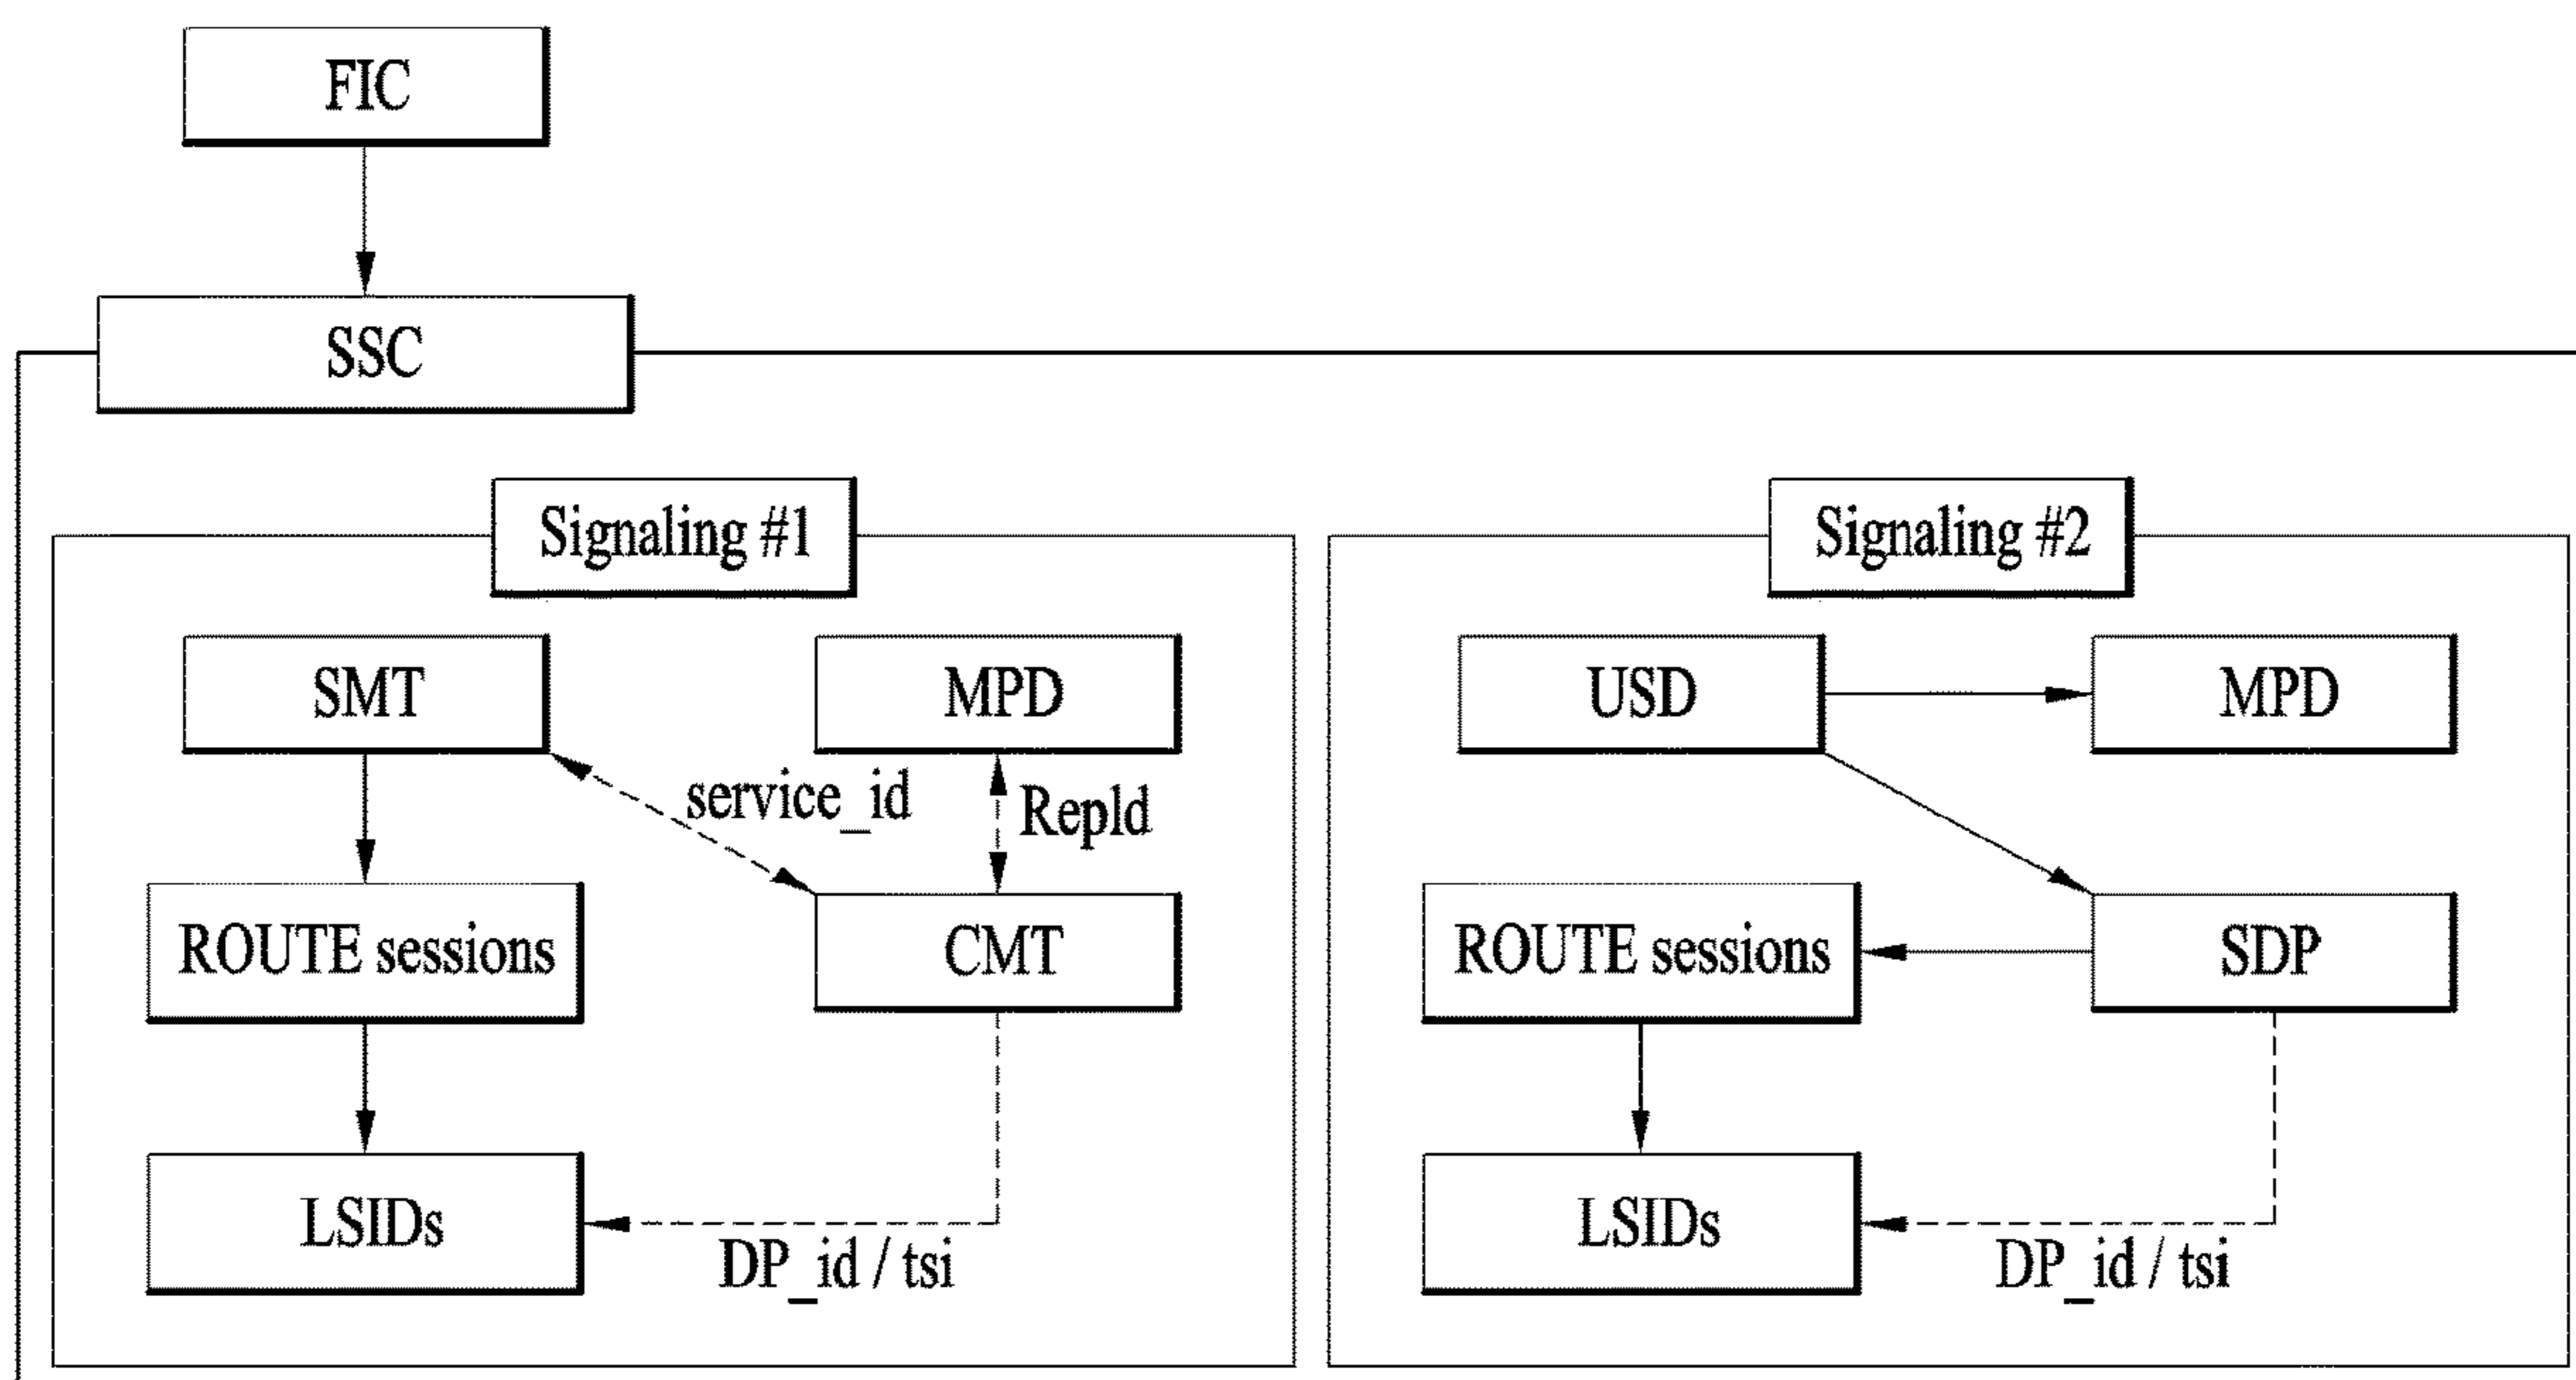 FIC
SSC
Signaling #1
Signaling #2
SMT
MPD
USD
MPD
service_id
RepId
ROUTE sessions
CMT
ROUTE sessions
SDP
LSIDs
DP_id / tsi
LSIDs
DP_id / tsi